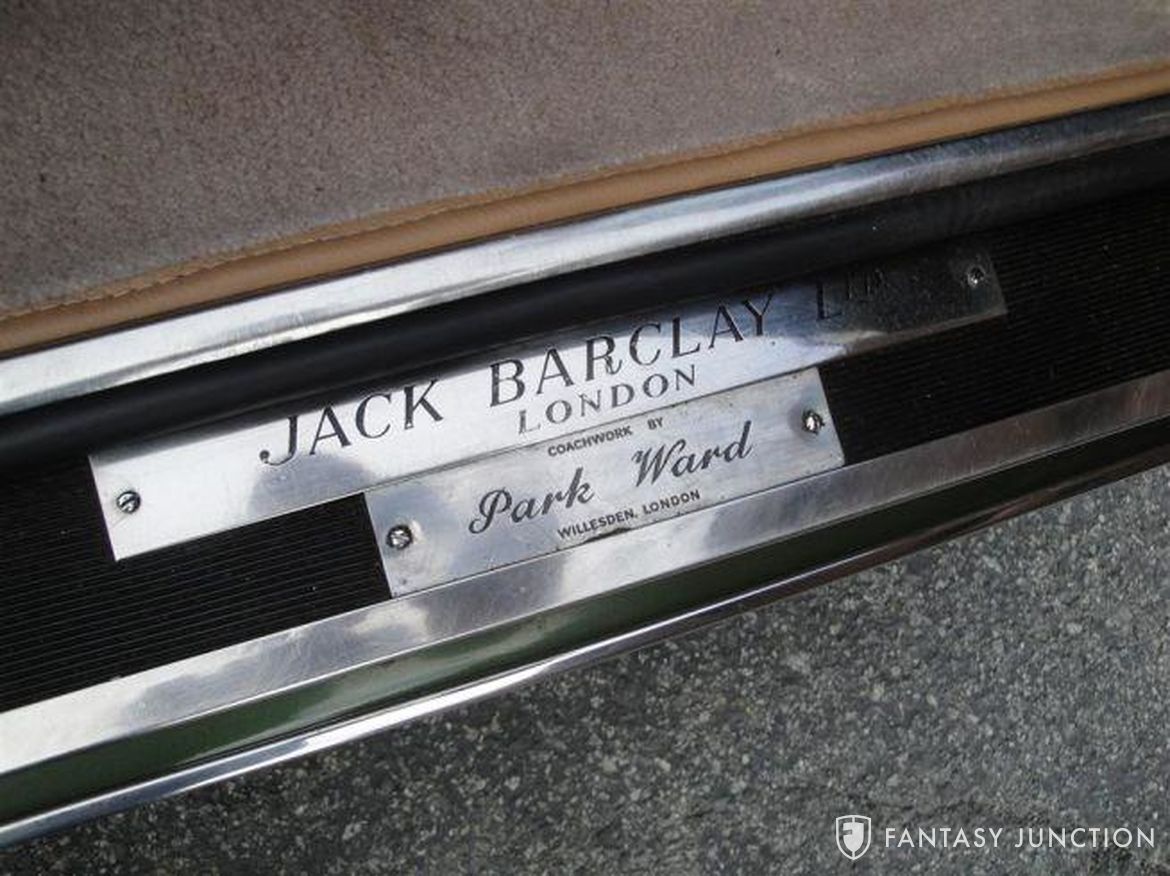 JACK BARCLAY LTD
LONDON
COACHWORK BY
Park Ward
WILLESDEN, LONDON
FANTASY JUNCTION